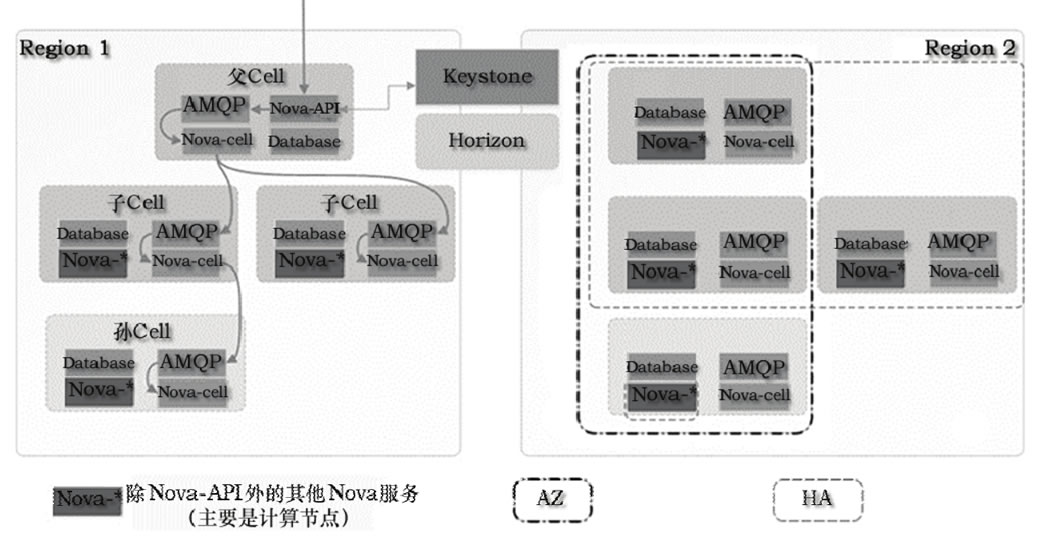 Region 1
父Cell
AMQP
Nova-API
Nova-cell
Database
Keystone
Horizon
子Cell
Database
AMQP
Nova-*
Nova-cell
子Cell
Database
AMQP
Nova-*
Nova-cell
孙Cell
Database
AMQP
Nova-*
Nova-cell
Region 2
Database
AMQP
Nova-*
Nova-cell
Database
AMQP
Nova-*
Nova-cell
Database
AMQP
Nova-*
Nova-cell
Database
AMQP
Nova-*
Nova-cell
Nova-*
除Nova-API外的其他Nova服务
(主要是计算节点)
AZ
HA